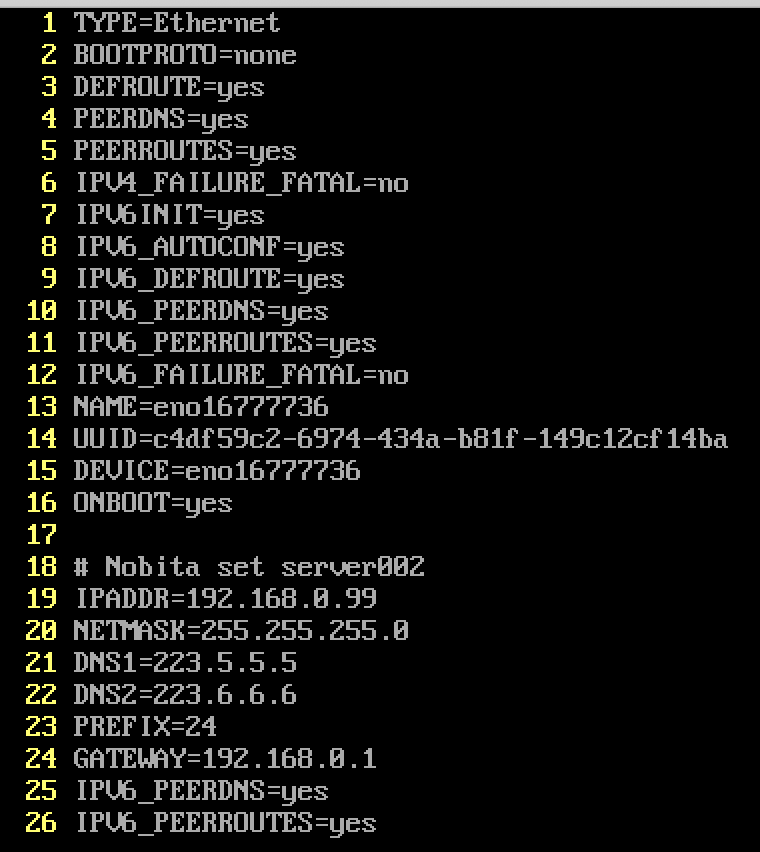 1 TYPE=Ethernet
2 BOOTPROTO=none
3 DEFROUTE=yes
4 PEERDNS=yes
5 PEERROUTES=yes
6 IPV4_FAILURE_FATAL=no
7 IPV6INIT=yes
8 IPV6_AUTOCONF=yes
9 IPV6_DEFROUTE=yes
10 IPV6_PEERDNS=yes
11 IPV6_PEERROUTES=yes
12 IPV6_FAILURE_FATAL=no
13 NAME=eno16777736
14 UUID=c4df59c2-6974-434a-b81f-149c12cf14ba
15 DEVICE=eno16777736
16 ONBOOT=yes
17
18 # Nobita set server002
19 IPADDR=192.168.0.99
20 NETMASK=255.255.255.0
21 DNS1=223.5.5.5
22 DNS2=223.6.6.6
23 PREFIX=24
24 GATEWAY=192.168.0.1
25 IPV6_PEERDNS=yes
26 IPV6_PEERROUTES=yes